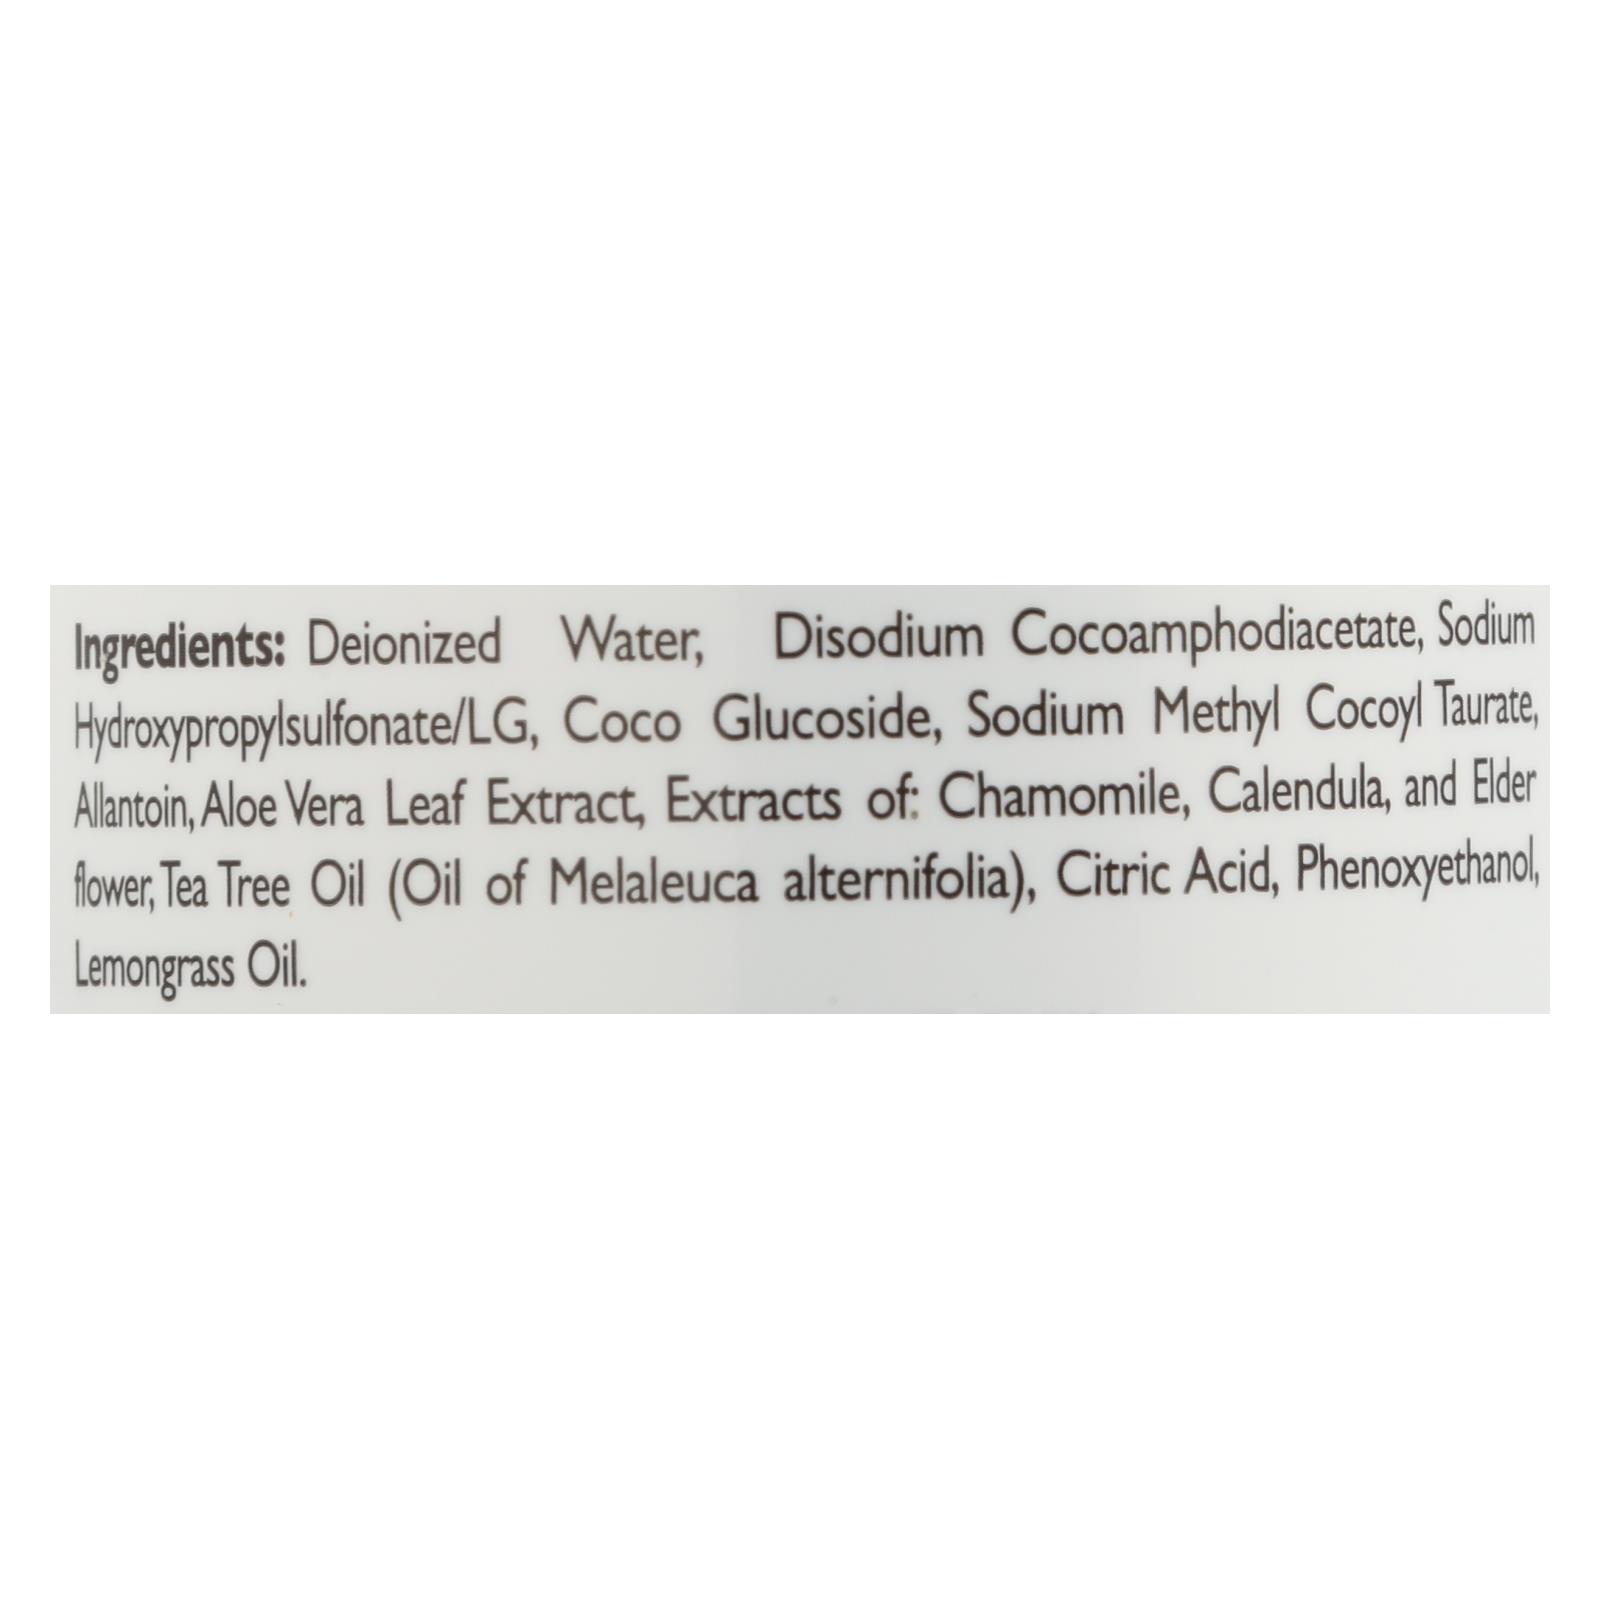 Ingredients: Deionized Water, Disodium Cocoamphodiacetate, Sodium
Hydroxypropylsulfonate/LG, Coco Glucoside, Sodium Methyl Cocoyl Taurate,
Allantoin, Aloe Vera Leaf Extract, Extracts of: Chamomile, Calendula, and Elder
flower, Tea Tree Oil (Oil of Melaleuca alternifolia), Citric Acid, Phenoxyethanol,
Lemongrass Oil.